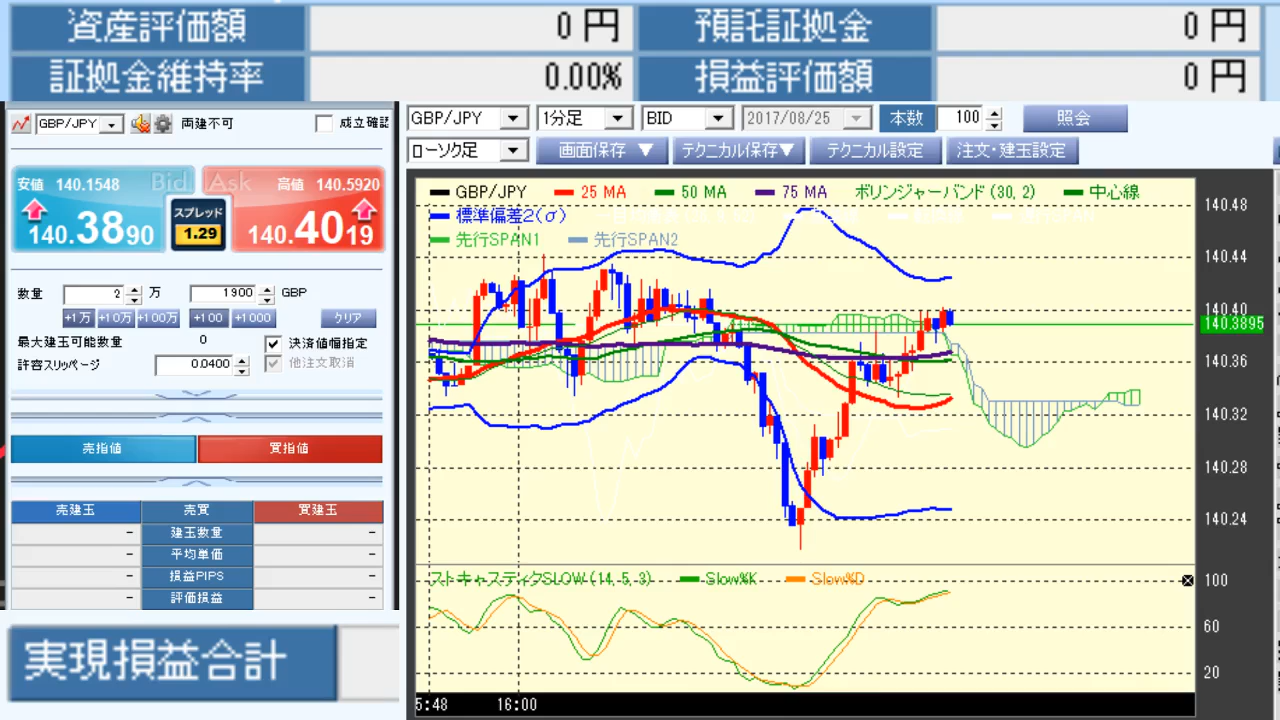 資産評価額 0 円 預託証拠金 0 円
証拠金維持率 0.00% 損益評価額 0 円
GBP/JPY 両建不可 成立確認
安値 140.1548 Bid Ask 高値 140.5920
140.3890 スプレッド 1.29 140.4019
数量 2 万 1900 GBP
+1万 +10万 +100万 +100 +1000 クリア
最大建玉可能数量 0 決済値幅指定
許容スリッページ 0.0400 他注文取消
売指値 買指値
売建玉 売買 買建玉
- 建玉数量 -
- 平均単価 -
- 損益PIPS -
- 評価損益 -
実現損益合計
GBP/JPY 1分足 BID 2017/08/25 本数 100 照会
ローソク足 画面保存 ▼ テクニカル保存▼ テクニカル設定 注文・建玉設定
GBP/JPY 25 MA 50 MA 75 MA ボリンジャーバンド(30, 2) 中心線
標準偏差2(σ)
先行SPAN1 先行SPAN2
140.48
140.44
140.40
140.3895
140.36
140.32
140.28
140.24
ストキャスティクSLOW(14, 5, 3) Slow%K Slow%D 100
60
20
5:48 16:00